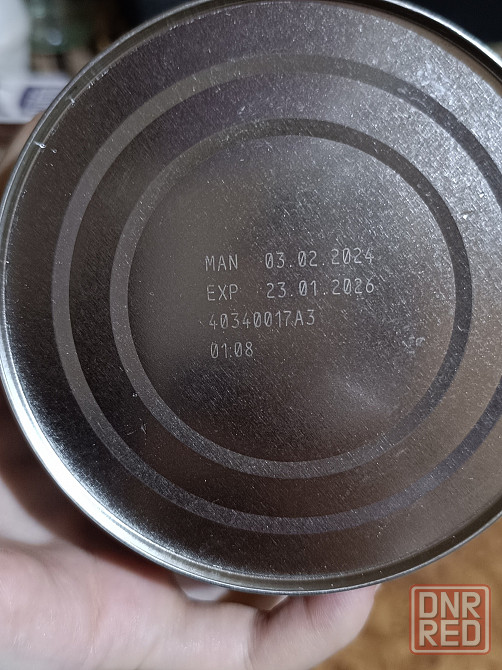 MAN 03.02.2024
EXP 23.01.2026
40340017A3
01:08
DNR
RED